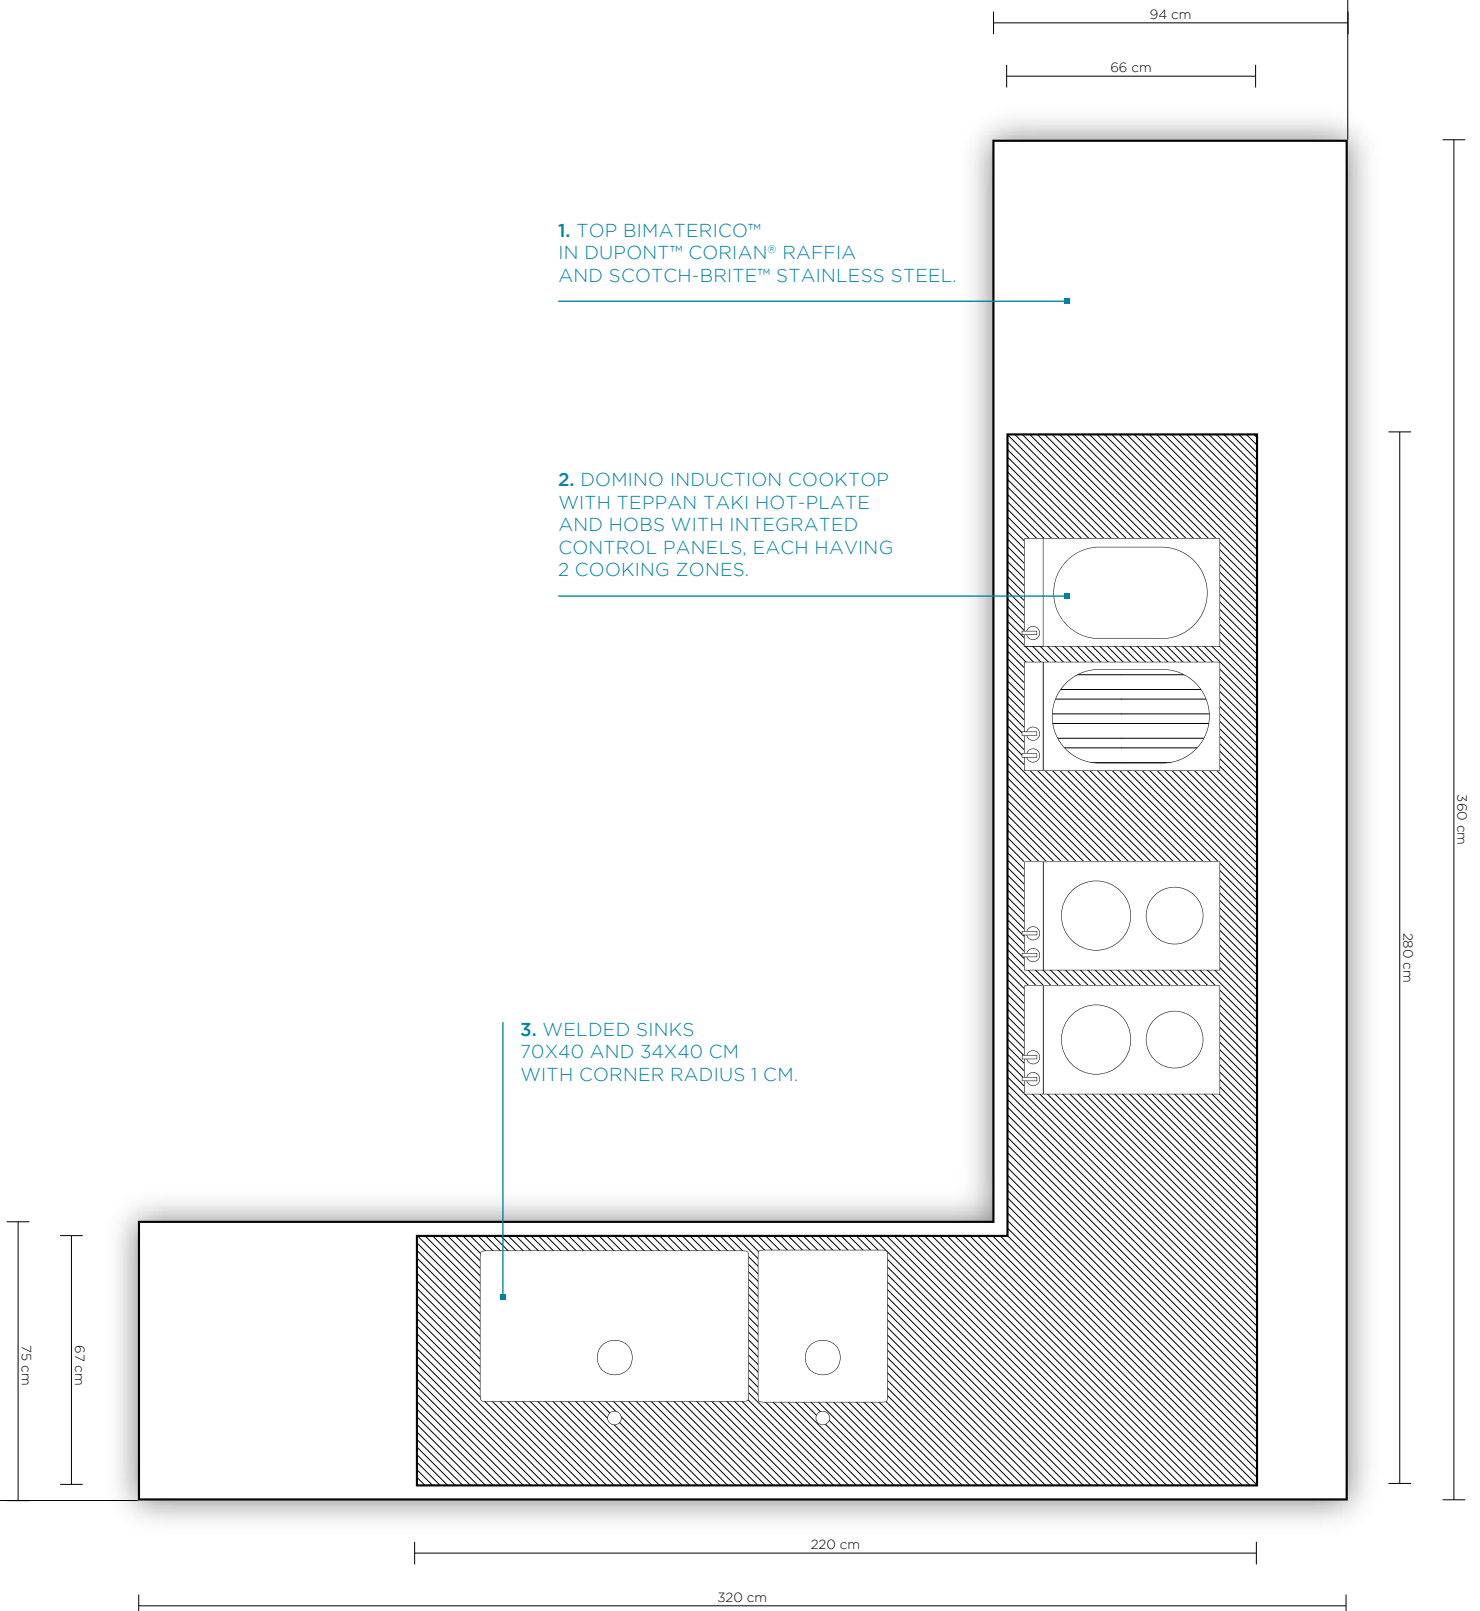 94 cm
66 cm
1. TOP BIMATERICO™
IN DUPONT™ CORIAN® RAFFIA
AND SCOTCH-BRITE™ STAINLESS STEEL.
2. DOMINO INDUCTION COOKTOP
WITH TEPPAN TAKI HOT-PLATE
AND HOBS WITH INTEGRATED
CONTROL PANELS, EACH HAVING
2 COOKING ZONES.
360 cm
280 cm
3. WELDED SINKS
70X40 AND 34X40 CM
WITH CORNER RADIUS 1 CM.
75 cm
67 cm
220 cm
320 cm